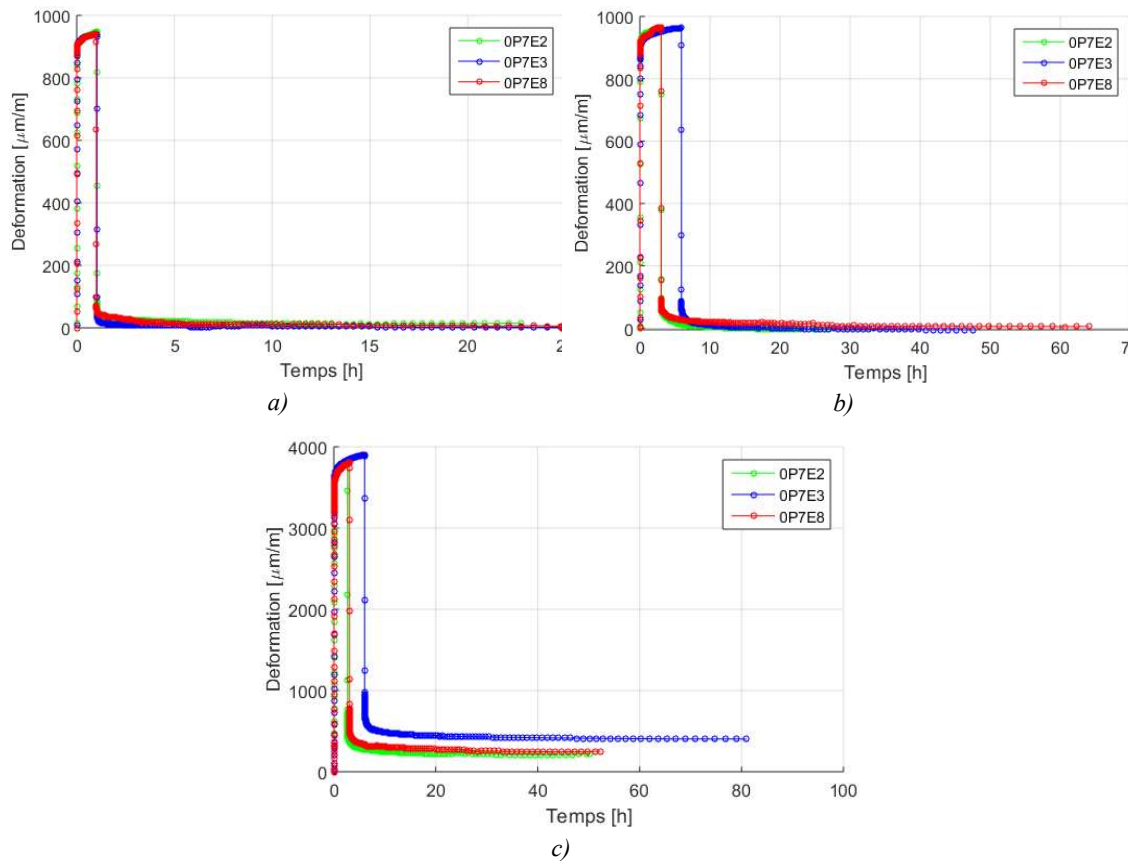 1000
800
600
400
200
0
Deformation [μm/m]
0P7E2
0P7E3
0P7E8
0 5 10 15 20 2
Temps [h]
a)
1000
800
600
400
200
0
Deformation [μm/m]
0P7E2
0P7E3
0P7E8
0 10 20 30 40 50 60 70
Temps [h]
b)
4000
3000
2000
1000
0
Deformation [μm/m]
0P7E2
0P7E3
0P7E8
0 20 40 60 80 100
Temps [h]
c)